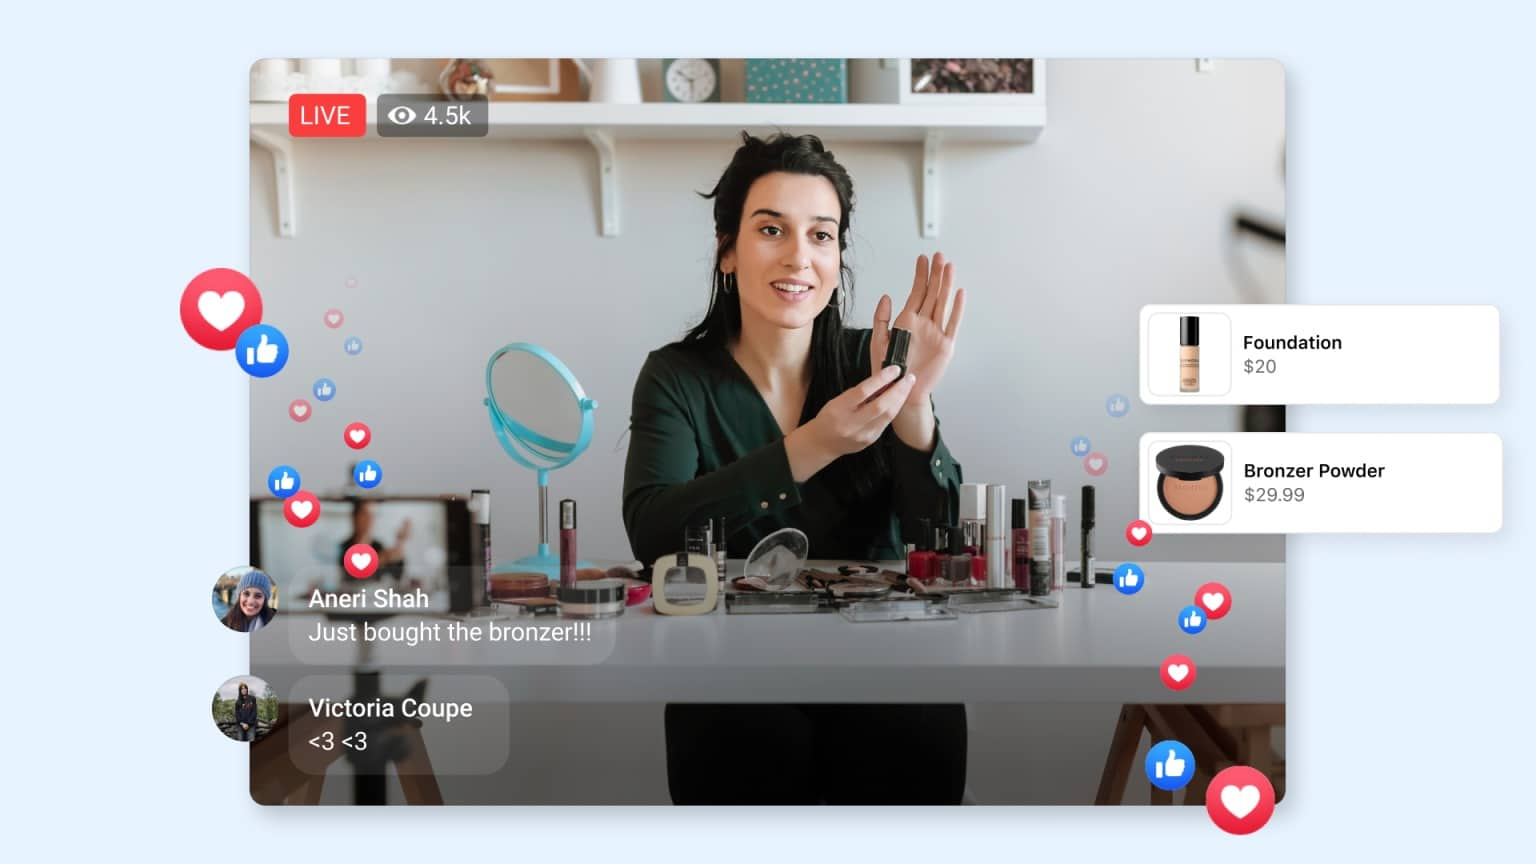 LIVE
4.5k
Foundation
$20
Bronzer Powder
$29.99
Aneri Shah
Just bought the bronzer!!!
Victoria Coupe
<3 <3